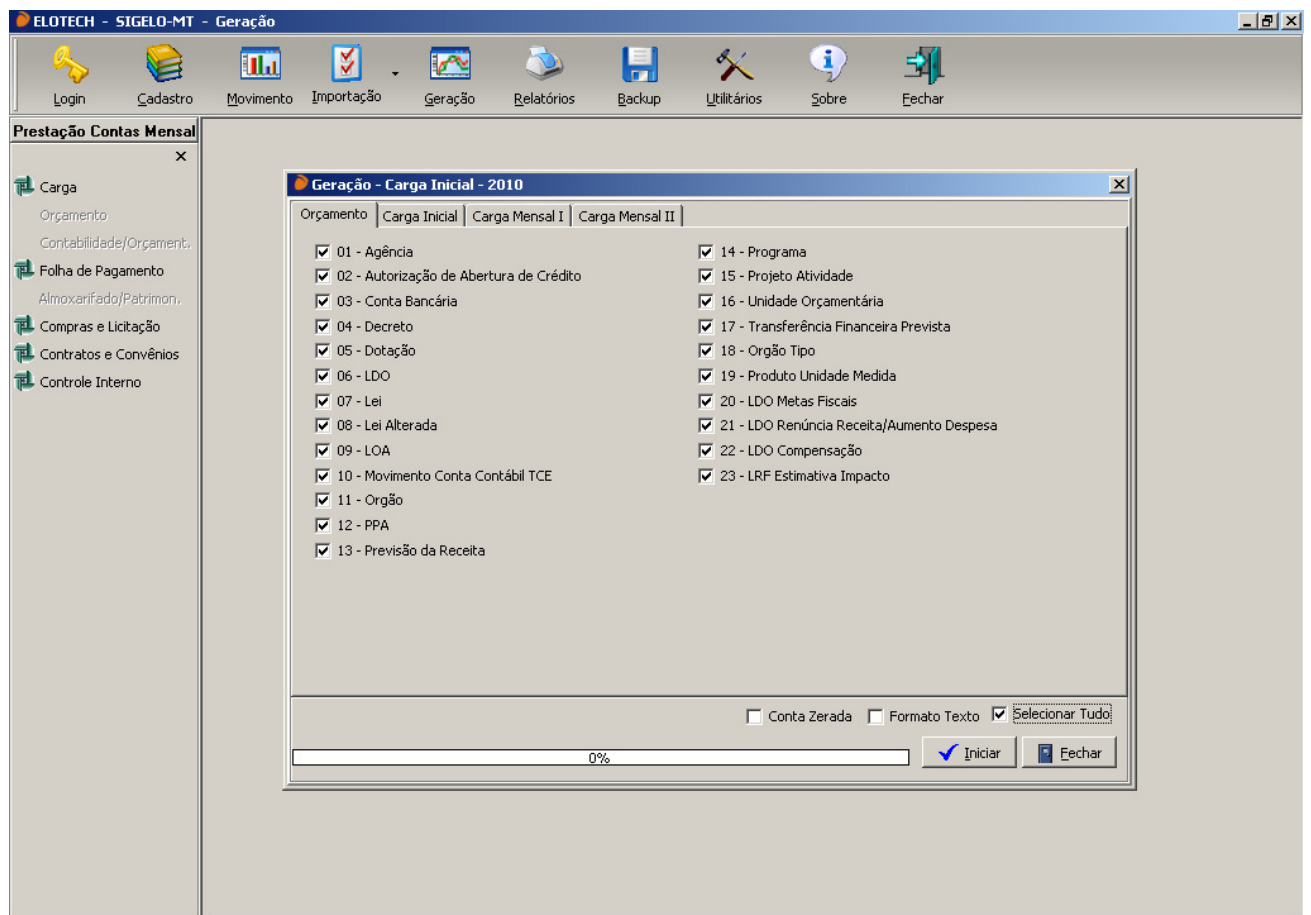 ELOTECH - SIGELO-MT - Geração
Login
Cadastro
Movimento
Importação
Geração
Relatórios
Backup
Utilitários
Sobre
Fechar
Prestação Contas Mensal
Carga
Orçamento
Contabilidade/Orçament.
Folha de Pagamento
Almoxarifado/Patrimon.
Compras e Licitação
Contratos e Convênios
Controle Interno
Geração - Carga Inicial - 2010
Orçamento
Carga Inicial
Carga Mensal I
Carga Mensal II
01 - Agência
02 - Autorização de Abertura de Crédito
03 - Conta Bancária
04 - Decreto
05 - Dotação
06 - LDO
07 - Lei
08 - Lei Alterada
09 - LOA
10 - Movimento Conta Contábil TCE
11 - Orgão
12 - PPA
13 - Previsão da Receita
14 - Programa
15 - Projeto Atividade
16 - Unidade Orçamentária
17 - Transferência Financeira Prevista
18 - Orgão Tipo
19 - Produto Unidade Medida
20 - LDO Metas Fiscais
21 - LDO Renúncia Receita/Aumento Despesa
22 - LDO Compensação
23 - LRF Estimativa Impacto
Conta Zerada
Formato Texto
Selecionar Tudo
0%
Iniciar
Fechar